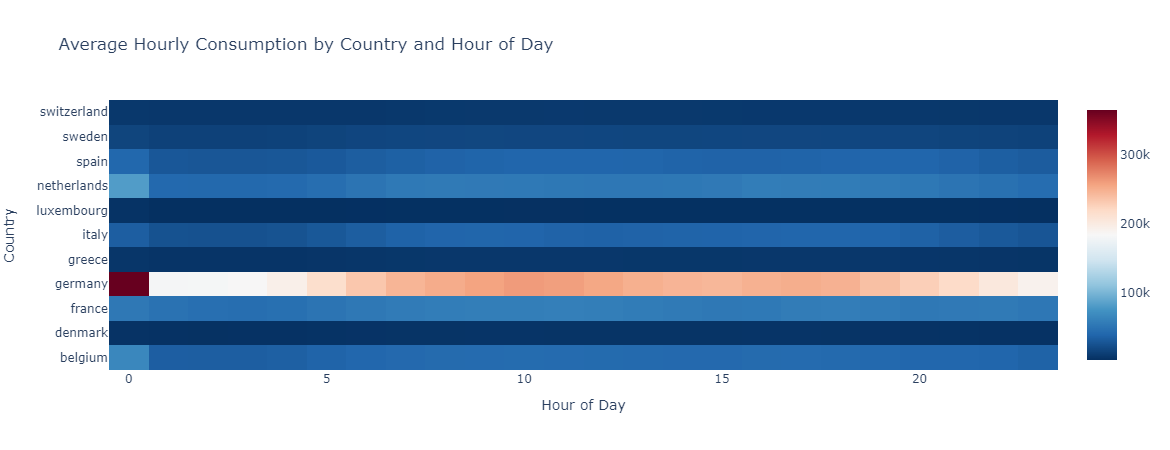 Average Hourly Consumption by Country and Hour of Day
switzerland
sweden
spain
netherlands
luxembourg
italy
greece
germany
france
denmark
belgium
Country
0 5 10 15 20
Hour of Day
300k
200k
100k